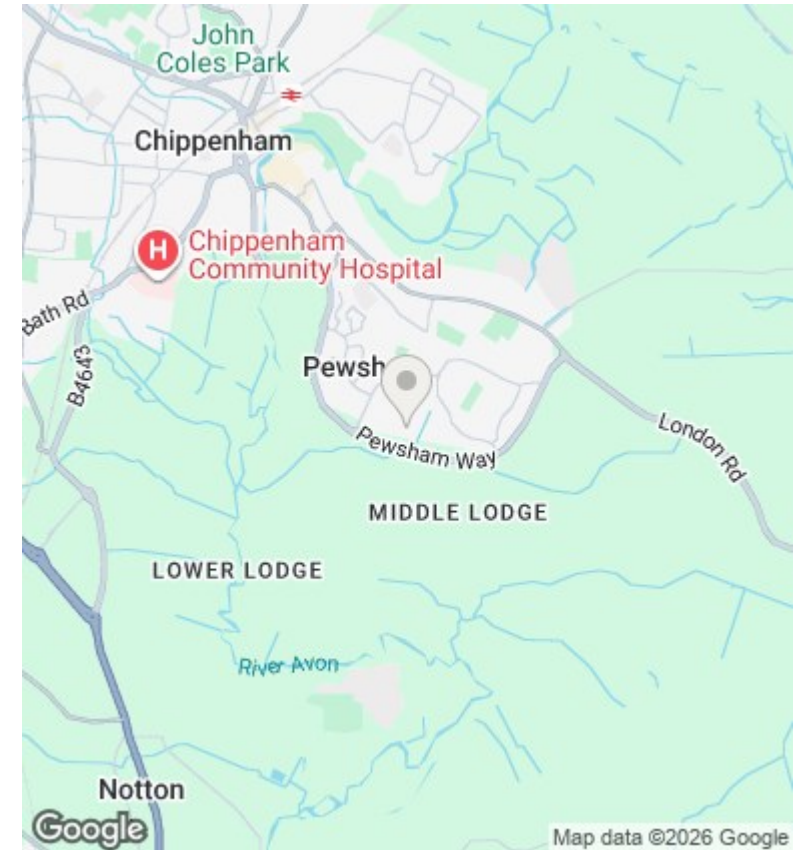 John
Coles Park
Chippenham
H
Chippenham
Community Hospital
Bath Rd
B4643
Pewsh
Pewsham Way
London Rd
MIDDLE LODGE
LOWER LODGE
River Avon
Notton
Google
Map data ©2026 Google